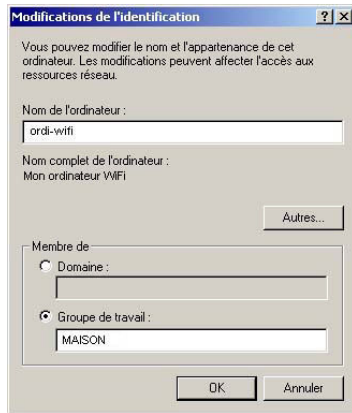 Modifications de l'identification
Vous pouvez modifier le nom et l'appartenance de cet
ordinateur. Les modifications peuvent affecter l'accès aux
ressources réseau.
Nom de l'ordinateur :
ordi-wifi
Nom complet de l'ordinateur :
Mon ordinateur WiFi
Autres...
Membre de
Domaine :
Groupe de travail :
MAISON
OK Annuler